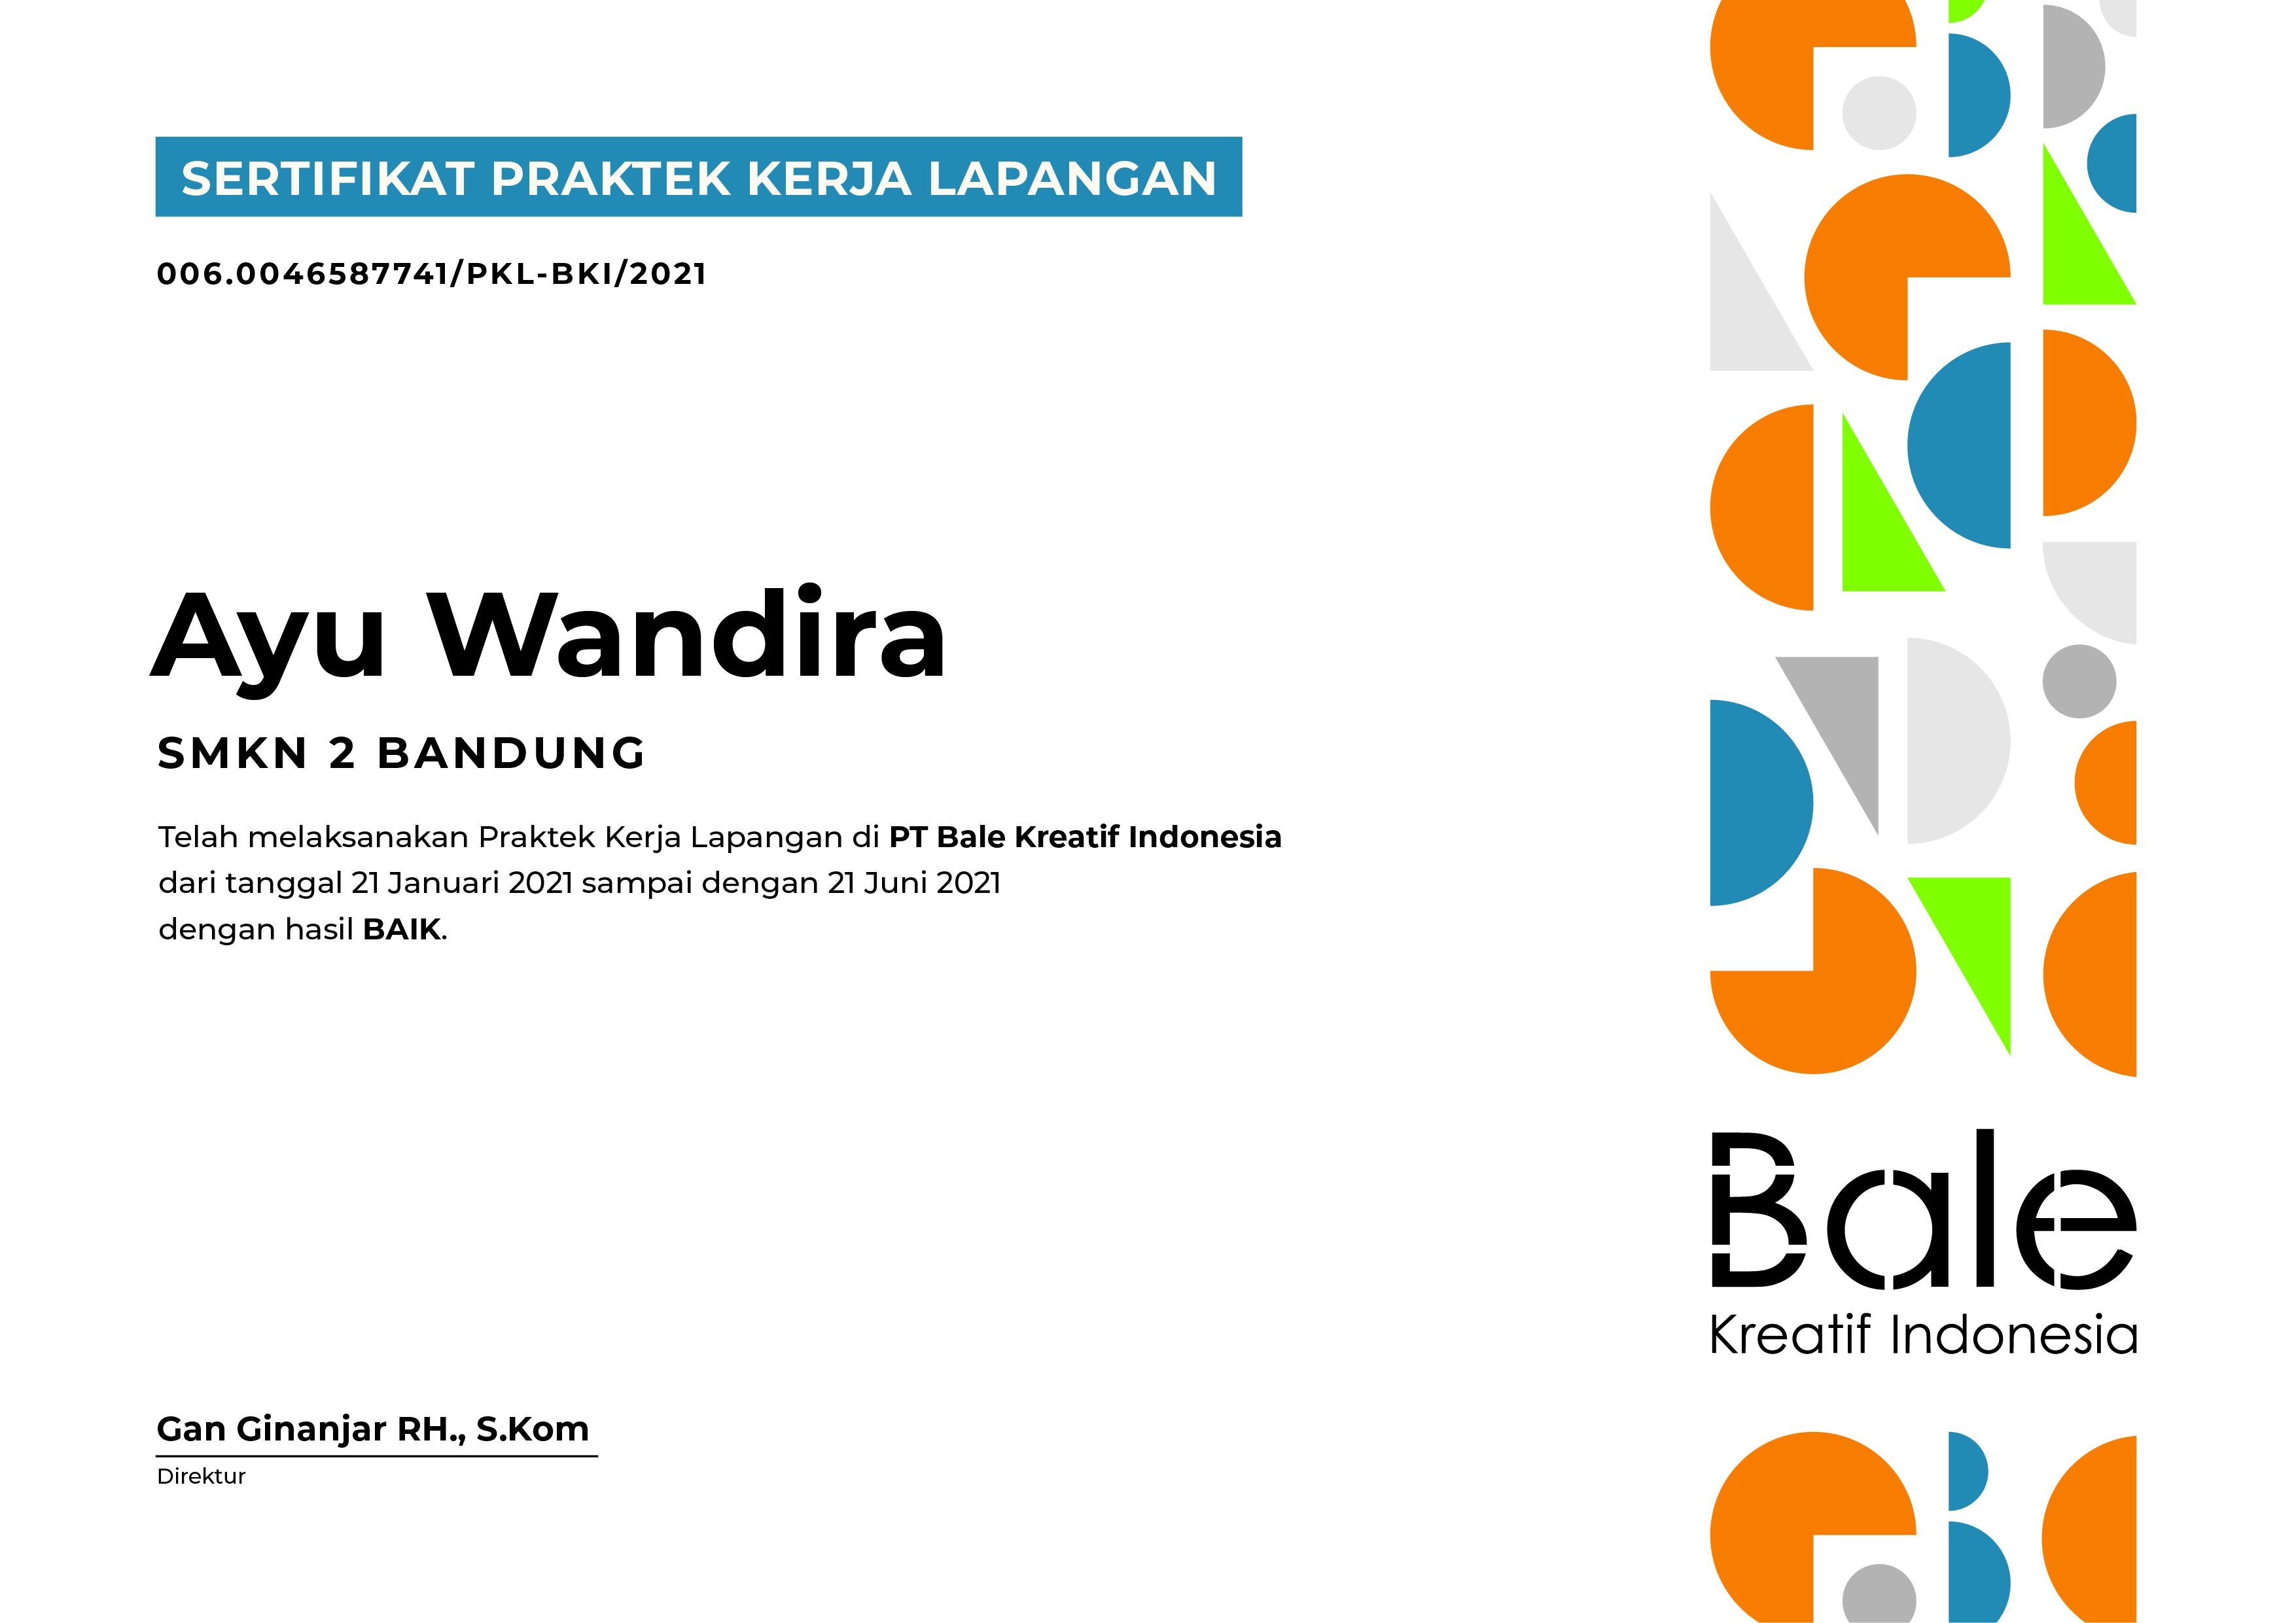 SERTIFIKAT PRAKTEK KERJA LAPANGAN
006.0046587741/PKL-BKI/2021
Ayu Wandira
SMKN 2 BANDUNG
Telah melaksanakan Praktek Kerja Lapangan di PT Bale Kreatif Indonesia
dari tanggal 21 Januari 2021 sampai dengan 21 Juni 2021
dengan hasil BAIK.
Gan Ginanjar RH., S.Kom
Direktur
Bale
Kreatif Indonesia